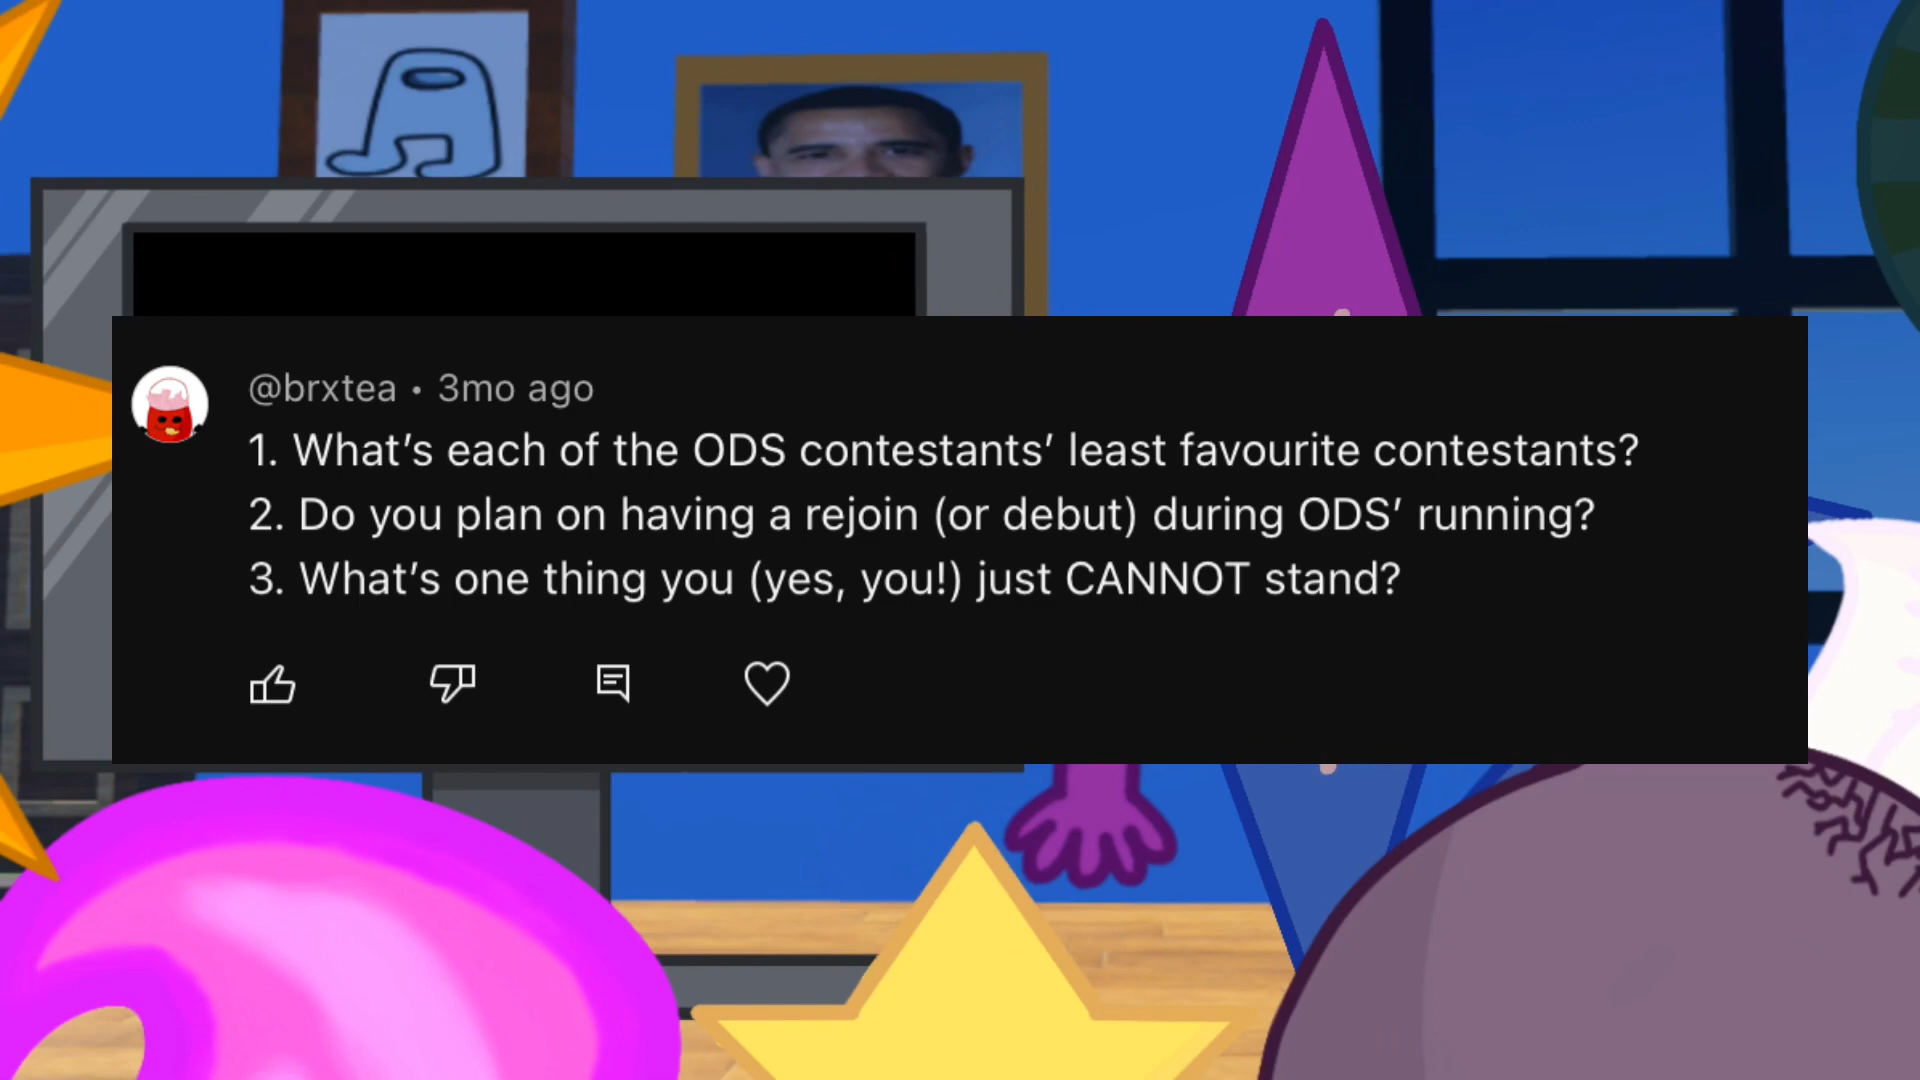 @brxtea • 3mo ago
1. What’s each of the ODS contestants’ least favourite contestants?
2. Do you plan on having a rejoin (or debut) during ODS’ running?
3. What’s one thing you (yes, you!) just CANNOT stand?